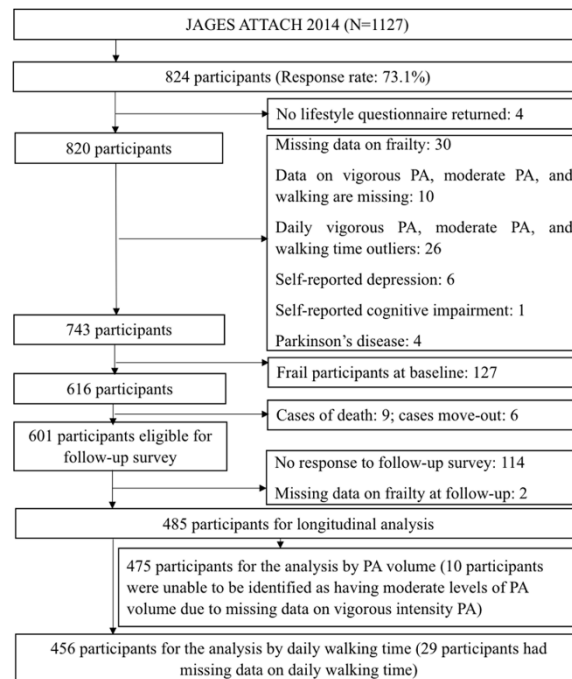 JAGES ATTACH 2014 (N=1127)
824 participants (Response rate: 73.1%)
No lifestyle questionnaire returned: 4
820 participants
Missing data on frailty: 30
Data on vigorous PA, moderate PA, and
walking are missing: 10
Daily vigorous PA, moderate PA, and
walking time outliers: 26
Self-reported depression: 6
Self-reported cognitive impairment: 1
Parkinson’s disease: 4
743 participants
Frail participants at baseline: 127
616 participants
Cases of death: 9; cases move-out: 6
601 participants eligible for
follow-up survey
No response to follow-up survey: 114
Missing data on frailty at follow-up: 2
485 participants for longitudinal analysis
475 participants for the analysis by PA volume (10 participants
were unable to be identified as having moderate levels of PA
volume due to missing data on vigorous intensity PA)
456 participants for the analysis by daily walking time (29 participants had
missing data on daily walking time)